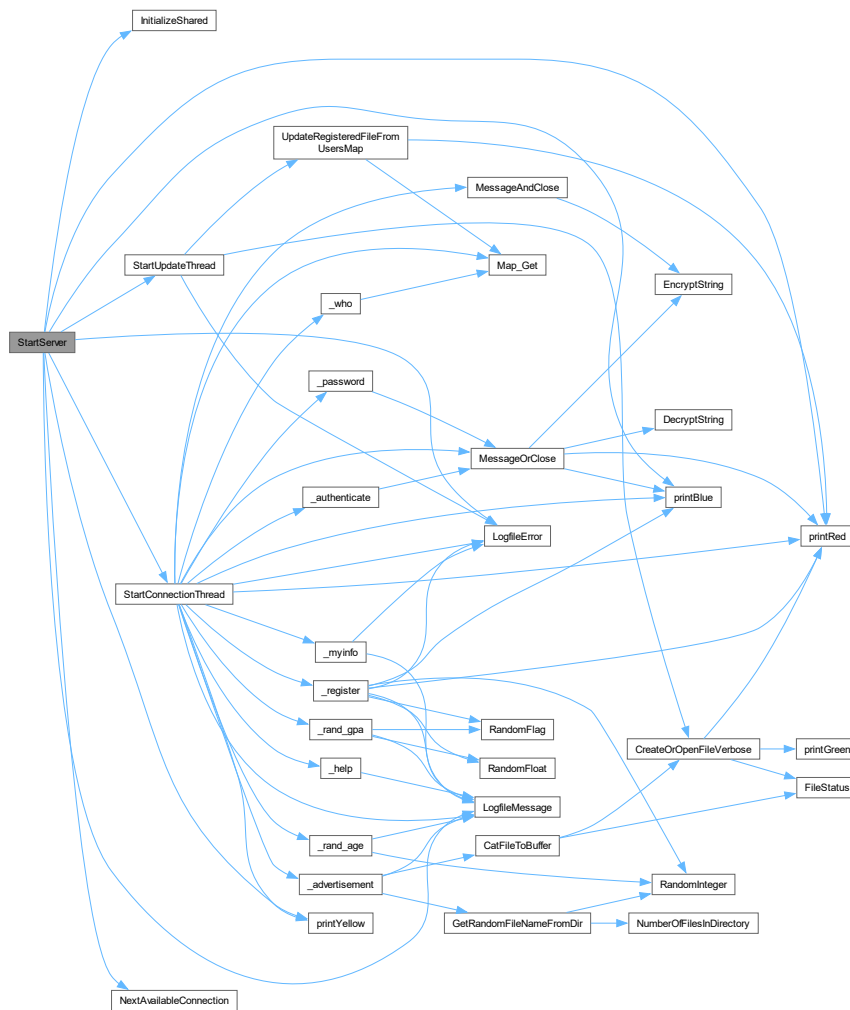 InitializeShared
UpdateRegisteredFileFrom
UsersMap
MessageAndClose
StartUpdateThread
Map_Get
EncryptString
_who
StartServer
_password
DecryptString
MessageOrClose
_authenticate
printBlue
LogfileError
printRed
StartConnectionThread
_myinfo
_register
_rand_gpa
RandomFlag
CreateOrOpenFileVerbose
printGreen
_help
RandomFloat
FileStatus
LogfileMessage
_rand_age
CatFileToBuffer
_advertisement
RandomInteger
printYellow
GetRandomFileNameFromDir
NumberOfFilesInDirectory
NextAvailableConnection